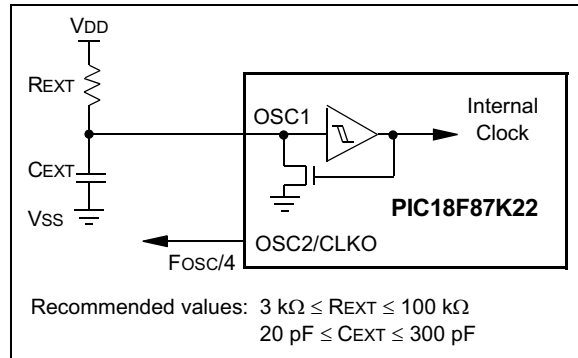 VDD
REXT
OSC1
Internal
Clock
CEXT
PIC18F87K22
VSS
OSC2/CLKO
FOSC/4
Recommended values: 3 kΩ ≤ REXT ≤ 100 kΩ
20 pF ≤ CEXT ≤ 300 pF